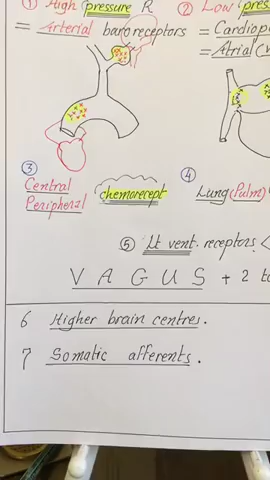 ① High pressure R
= Arterial baroreceptors
② Low
= Cardiop
= Atrial
③
Central
Peripheral chemorecept
④
Lung (Pulm)
⑤ Lt vent. receptors <
V A G U S + 2
6 Higher brain centres.
7 Somatic afferents.